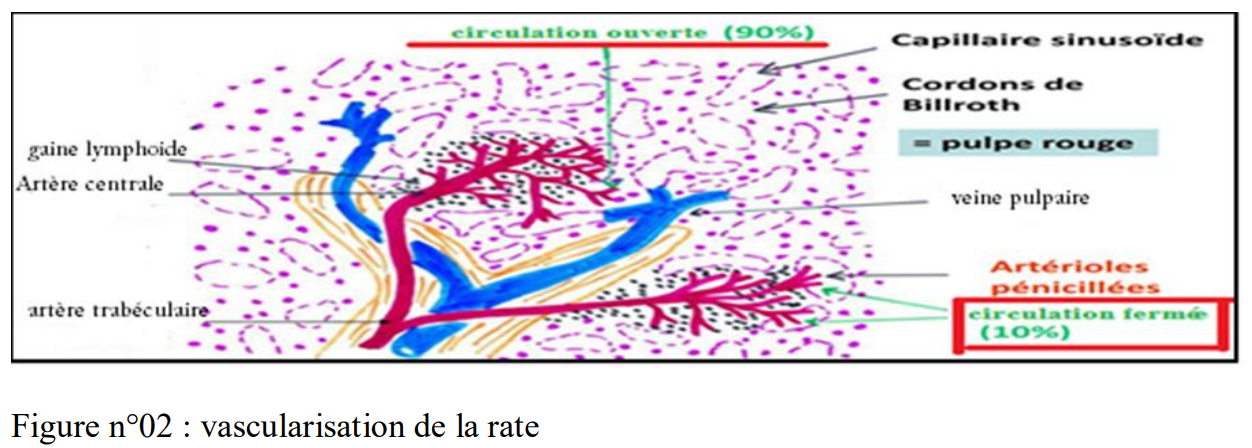 circulation ouverte (90%)
Capillaire sinusoïde
Cordons de
Billroth
= pulpe rouge
gaine lymphoide
Artère centrale
veine pulpaire
Artérioles
pénicillées
artère trabéculaire
circulation fermée
(10%)
Figure n°02 : vascularisation de la rate